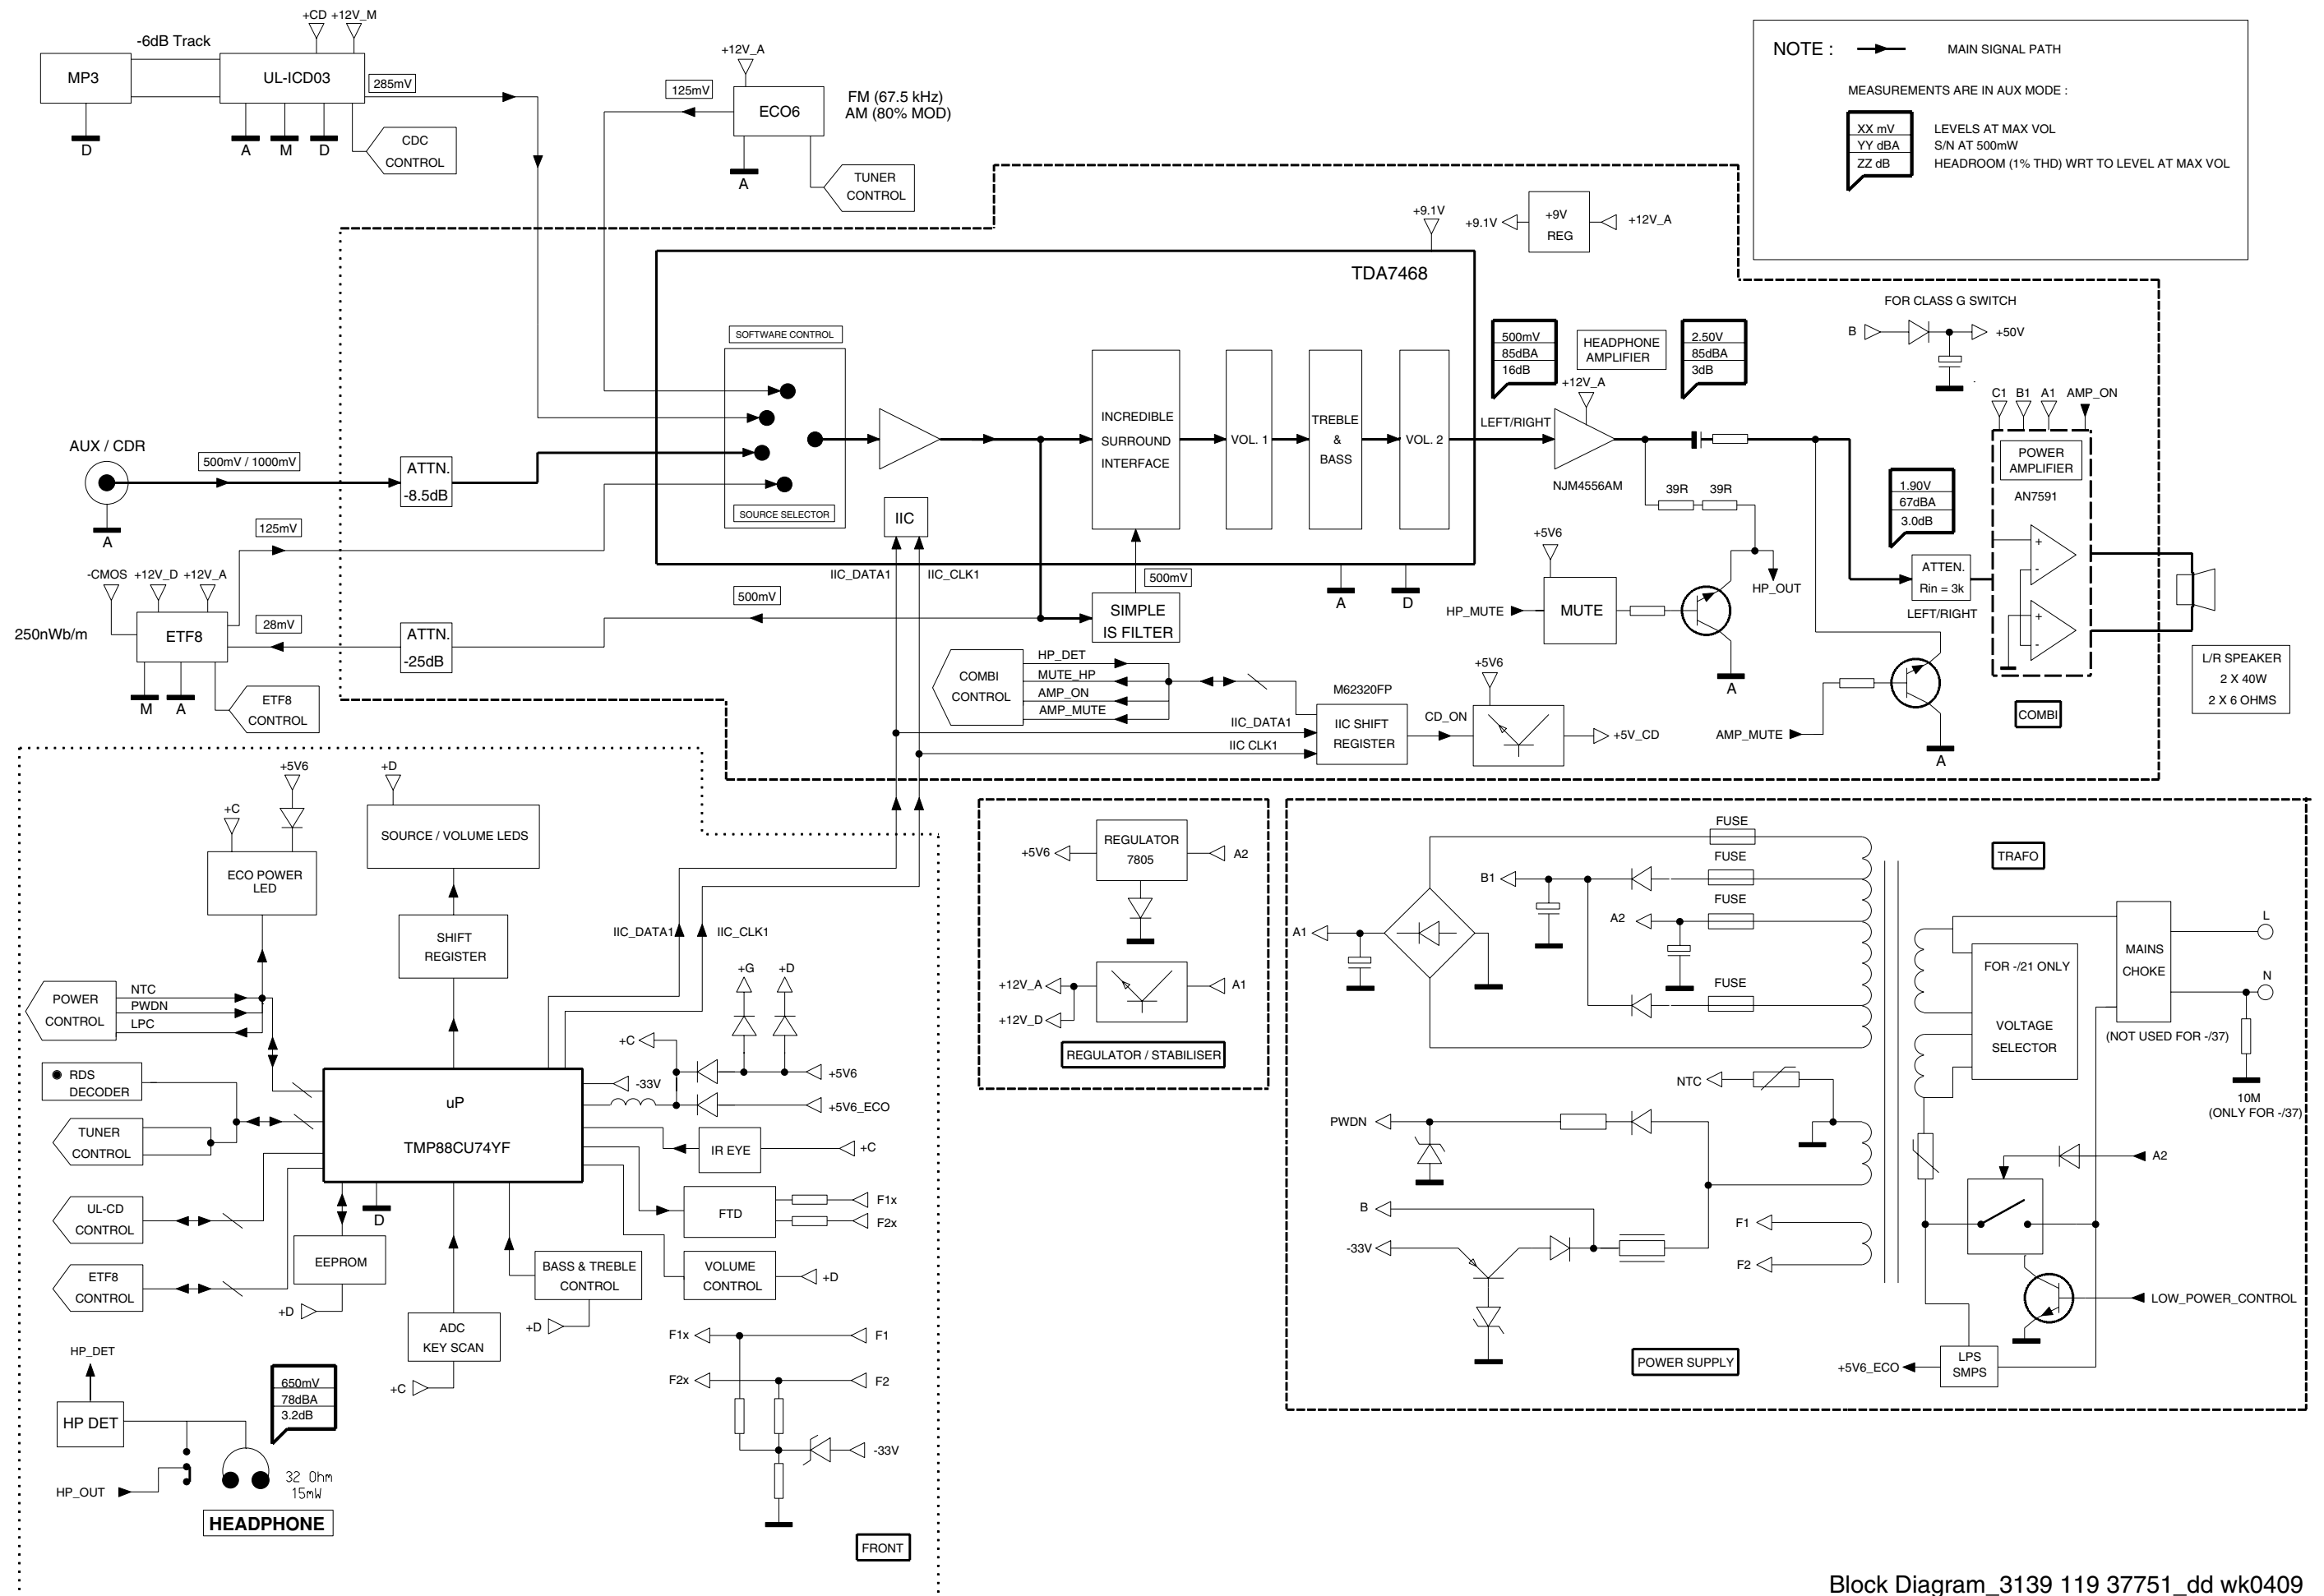 +CD +12V_M
-6dB Track
MP3
UL-ICD03
285mV
D
A M D
CDC
CONTROL
+12V_A
125mV
ECO6
FM (67.5 kHz)
AM (80% MOD)
A
TUNER
CONTROL
NOTE : MAIN SIGNAL PATH
MEASUREMENTS ARE IN AUX MODE :
XX mV LEVELS AT MAX VOL
YY dBA S/N AT 500mW
ZZ dB HEADROOM (1% THD) WRT TO LEVEL AT MAX VOL
+9.1V
+9.1V
+9V
REG
+12V_A
TDA7468
SOFTWARE CONTROL
SOURCE SELECTOR
IIC
INCREDIBLE
SURROUND
INTERFACE
VOL. 1
TREBLE
&
BASS
VOL. 2
IIC_DATA1
IIC_CLK1
500mV
SIMPLE
IS FILTER
A
D
AUX / CDR
500mV / 1000mV
ATTN.
-8.5dB
A
125mV
-CMOS +12V_D +12V_A
250nWb/m
ETF8
28mV
ATTN.
-25dB
500mV
M A
ETF8
CONTROL
500mV
85dBA
16dB
HEADPHONE
AMPLIFIER
2.50V
85dBA
3dB
+12V_A
LEFT/RIGHT
NJM4556AM
39R 39R
HP_OUT
+5V6
HP_MUTE
MUTE
A
FOR CLASS G SWITCH
B
+50V
C1 B1 A1 AMP_ON
POWER
AMPLIFIER
AN7591
+
-
+
-
1.90V
67dBA
3.0dB
ATTEN.
Rin = 3k
LEFT/RIGHT
L/R SPEAKER
2 X 40W
2 X 6 OHMS
COMBI
AMP_MUTE
A
COMBI
CONTROL
HP_DET
MUTE_HP
AMP_ON
AMP_MUTE
M62320FP
IIC SHIFT
REGISTER
IIC_DATA1
IIC CLK1
CD_ON
+5V6
+5V_CD
+5V6
+C
ECO POWER
LED
+D
SOURCE / VOLUME LEDS
SHIFT
REGISTER
IIC_DATA1
IIC_CLK1
POWER
CONTROL
NTC
PWDN
LPC
RDS
DECODER
TUNER
CONTROL
UL-CD
CONTROL
ETF8
CONTROL
uP
TMP88CU74YF
D
+G +D
+C
-33V
+5V6
+5V6_ECO
IR EYE
+C
FTD
F1x
F2x
VOLUME
CONTROL
+D
BASS & TREBLE
CONTROL
+D
EEPROM
+D
ADC
KEY SCAN
+C
F1x
F1
F2x
F2
-33V
HP_DET
HP DET
HP_OUT
650mV
78dBA
3.2dB
32 Ohm
15mW
HEADPHONE
FRONT
+5V6
REGULATOR
7805
A2
+12V_A
+12V_D
A1
REGULATOR / STABILISER
FUSE
FUSE
FUSE
FUSE
B1
A2
A1
NTC
PWDN
B
-33V
F1
F2
POWER SUPPLY
TRAFO
FOR -/21 ONLY
VOLTAGE
SELECTOR
MAINS
CHOKE
(NOT USED FOR -/37)
L
N
10M
(ONLY FOR -/37)
A2
LOW_POWER_CONTROL
LPS
SMPS
+5V6_ECO
Block Diagram_3139 119 37751_dd wk0409